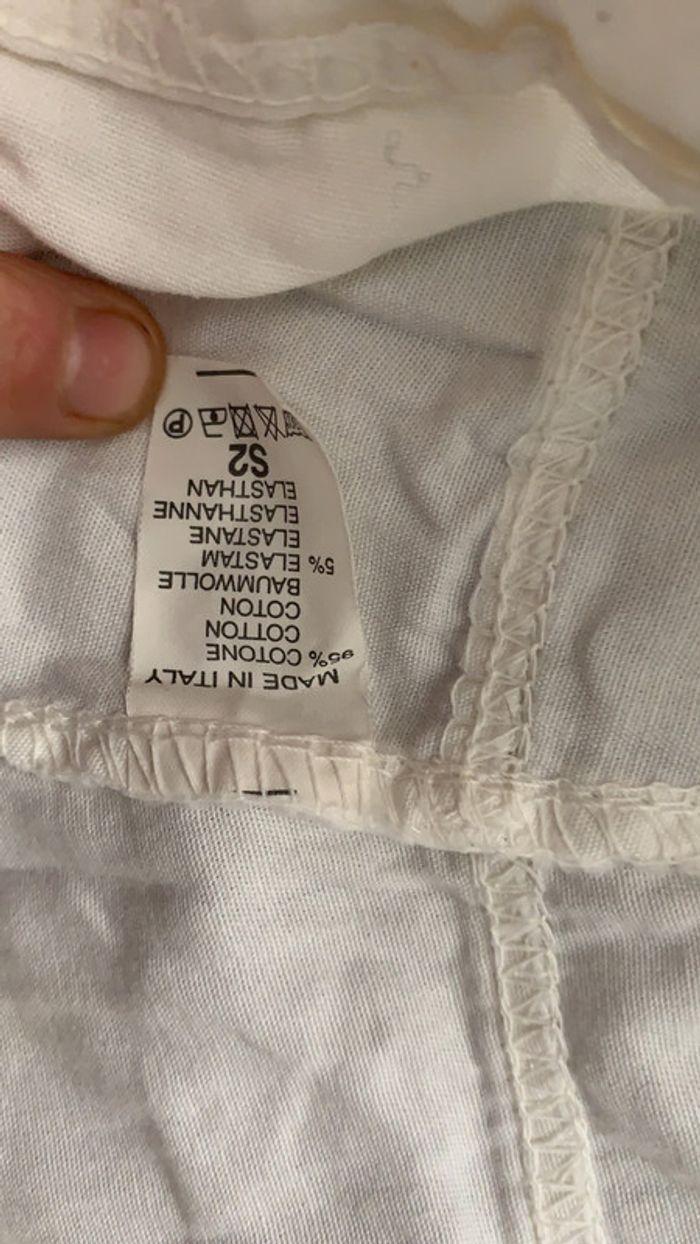 MADE IN ITALY
95% COTONE
COTTON
COTON
BAUMWOLLE
5% ELASTAM
ELASTANE
ELASTHANNE
ELASTHAN
S2
P